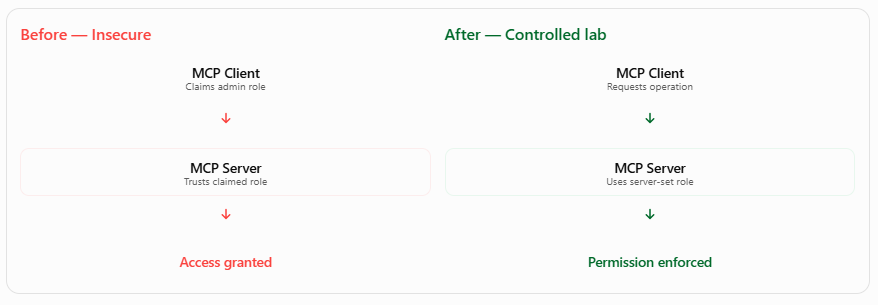 Before — Insecure
MCP Client
Claims admin role
↓
MCP Server
Trusts claimed role
↓
Access granted
After — Controlled lab
MCP Client
Requests operation
↓
MCP Server
Uses server-set role
↓
Permission enforced